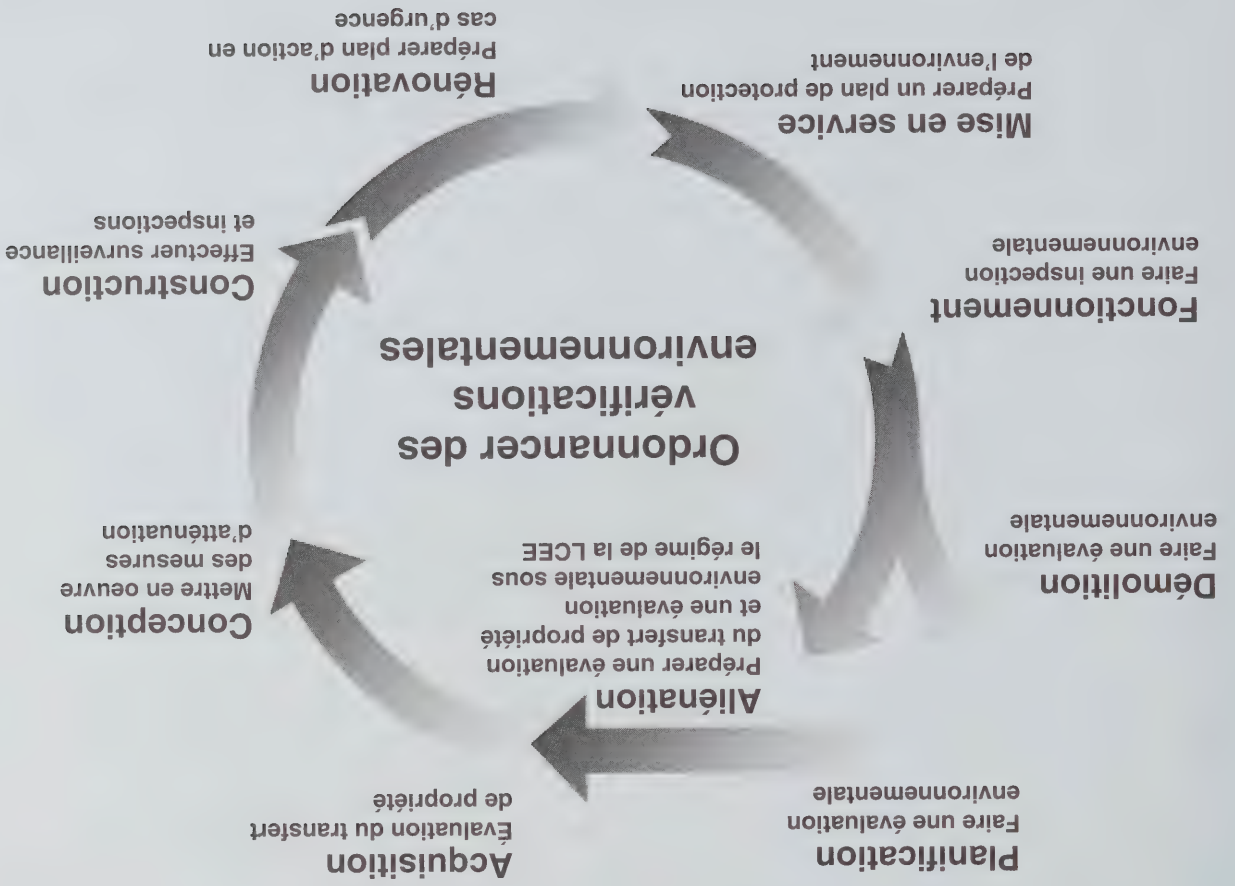 Planification
Faire une évaluation
environnementale
Acquisition
Évaluation du transfert
de propriété
Conception
Mettre en oeuvre
des mesures
d'atténuation
Construction
Effectuer surveillance
et inspections
Rénovation
Préparer plan d'action en
cas d'urgence
Mise en service
Préparer un plan de protection
de l'environnement
Fonctionnement
Faire une inspection
environnementale
Démolition
Faire une évaluation
environnementale
Aliénation
Préparer une évaluation
du transfert de propriété
et une évaluation
environnementale sous
le régime de la LCEE
Ordonnancer des
vérifications
environnementales